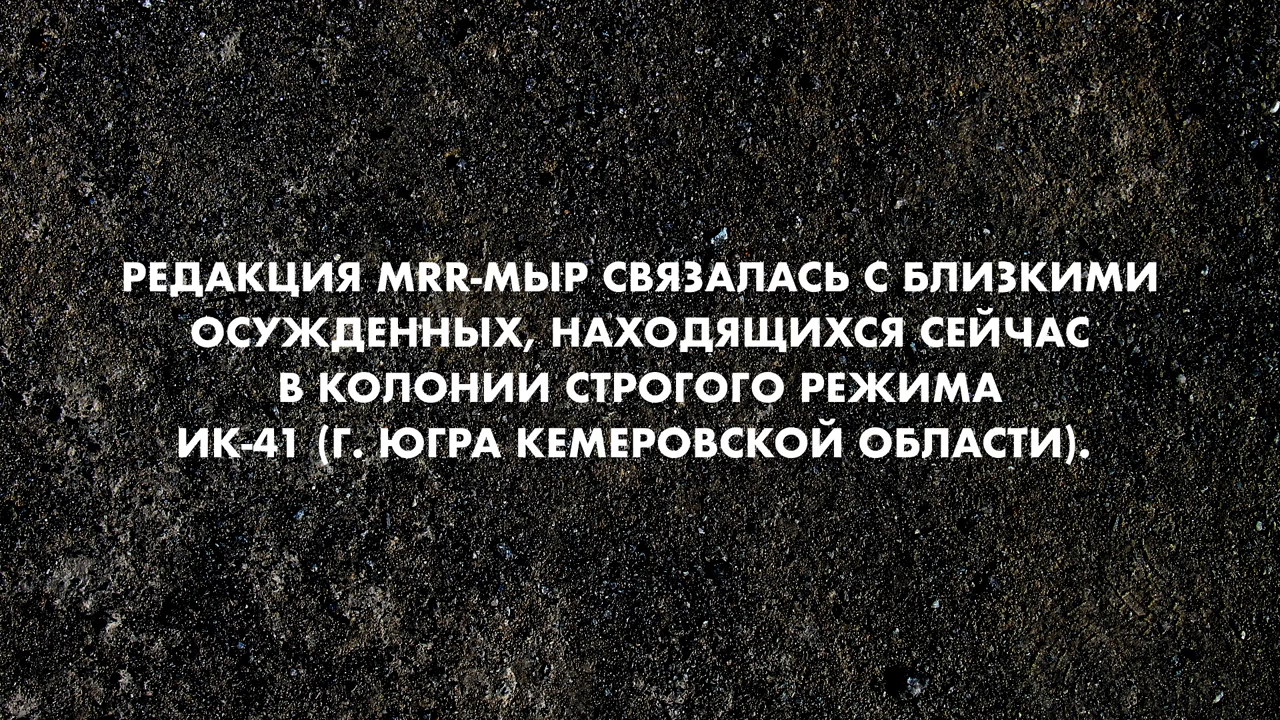 РЕДАКЦИЯ MRR-МЫР СВЯЗАЛАСЬ С БЛИЗКИМИ
ОСУЖДЕННЫХ, НАХОДЯЩИХСЯ СЕЙЧАС
В КОЛОНИИ СТРОГОГО РЕЖИМА
ИК-41 (Г. ЮГРА КЕМЕРОВСКОЙ ОБЛАСТИ).